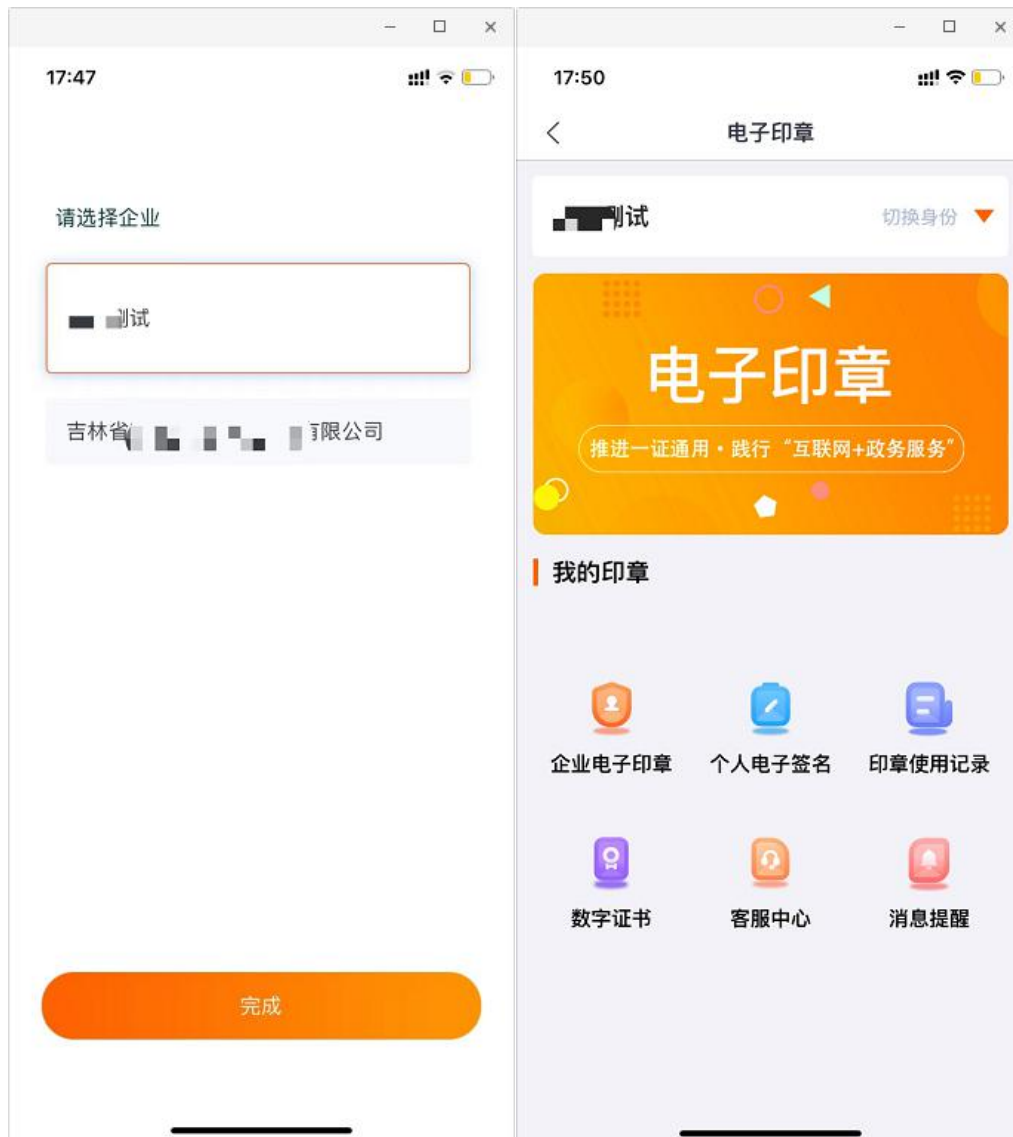 17:47
请选择企业
测试
吉林省
有限公司
完成
17:50
电子印章
测试
切换身份
电子印章
推进一证通用·践行“互联网+政务服务”
我的印章
企业电子印章
个人电子签名
印章使用记录
数字证书
客服中心
消息提醒